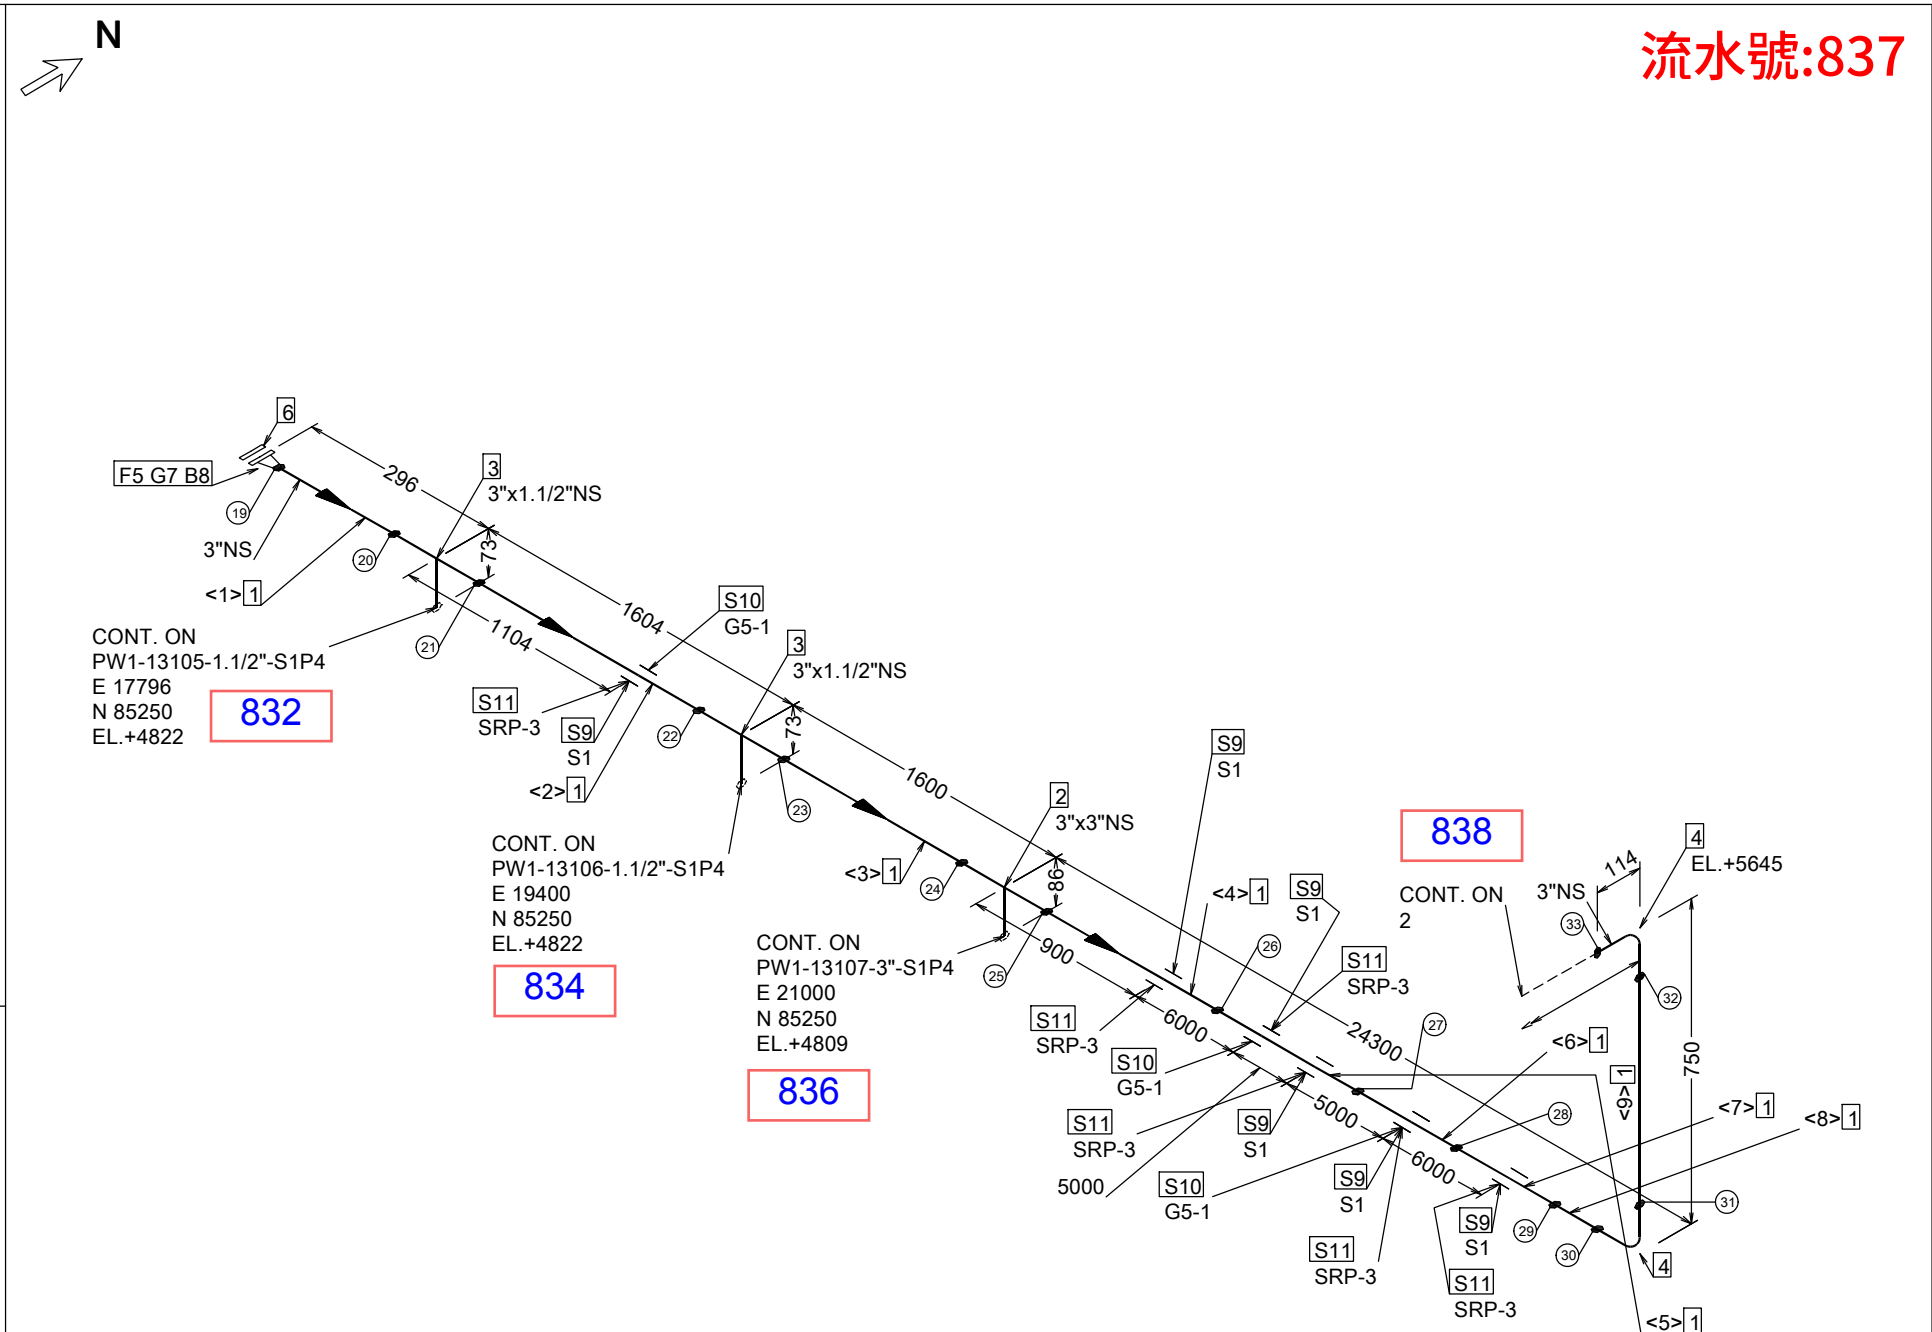 N
流水號:837
6
F5 G7 B8
296
3
3"x1.1/2"NS
19
3"NS
20
73
<1> 1
1104
21
1604
S10
G5-1
3
3"x1.1/2"NS
CONT. ON
PW1-13105-1.1/2"-S1P4
E 17796
N 85250
EL.+4822
832
S11
SRP-3
S9
S1
22
73
<2> 1
23
1600
S9
S1
2
3"x3"NS
CONT. ON
PW1-13106-1.1/2"-S1P4
E 19400
N 85250
EL.+4822
834
<3> 1
24
86
<4> 1
S9
S1
838
CONT. ON
2
3"NS
114
4
EL.+5645
33
32
CONT. ON
PW1-13107-3"-S1P4
E 21000
N 85250
EL.+4809
836
25
900
26
S11
SRP-3
S11
SRP-3
6000
24300
27
<6> 1
750
<9> 1
S10
G5-1
5000
28
<7> 1
<8> 1
S11
SRP-3
S9
S1
5000
6000
S10
G5-1
S9
S1
31
29
S9
S1
30
S11
SRP-3
4
S11
SRP-3
<5> 1